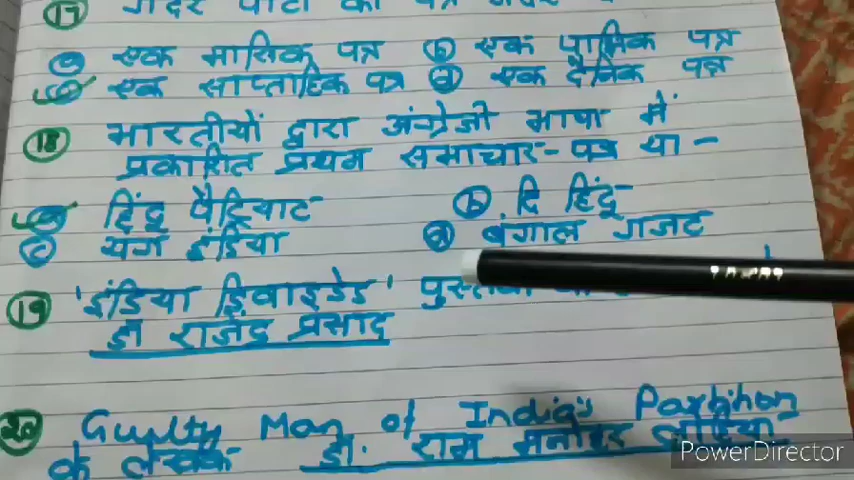 17 गदर पार्टी का पत्र
a एक मासिक पत्र b एक पाक्षिक पत्र
c एक साप्ताहिक पत्र d एक दैनिक पत्र
18 भारतीयों द्वारा अंग्रेजी भाषा में
प्रकाशित प्रथम समाचार-पत्र था -
a हिंदू पैट्रियाट b दि हिंदू
c यंग इंडिया d बंगाल गजट
19 'इंडिया डिवाइडेड' पुस्तक
डॉ राजेंद्र प्रसाद
20 Guilty Man of India's Partition
के लेखक डॉ. राम मनोहर लोहिया
PowerDirector